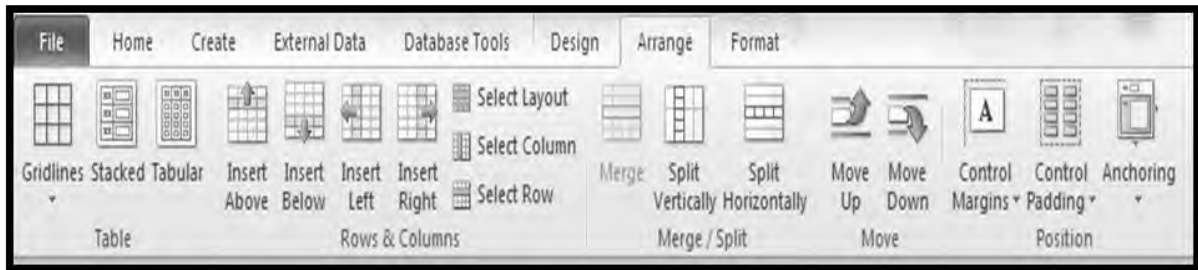 File Home Create External Data Database Tools Design Arrange Format
Gridlines Stacked Tabular
Insert Above
Insert Below
Insert Left
Insert Right
Select Layout
Select Column
Select Row
Merge
Split Vertically
Split Horizontally
Move Up
Move Down
A
Control Margins
Control Padding
Anchoring
Table Rows & Columns Merge / Split Move Position